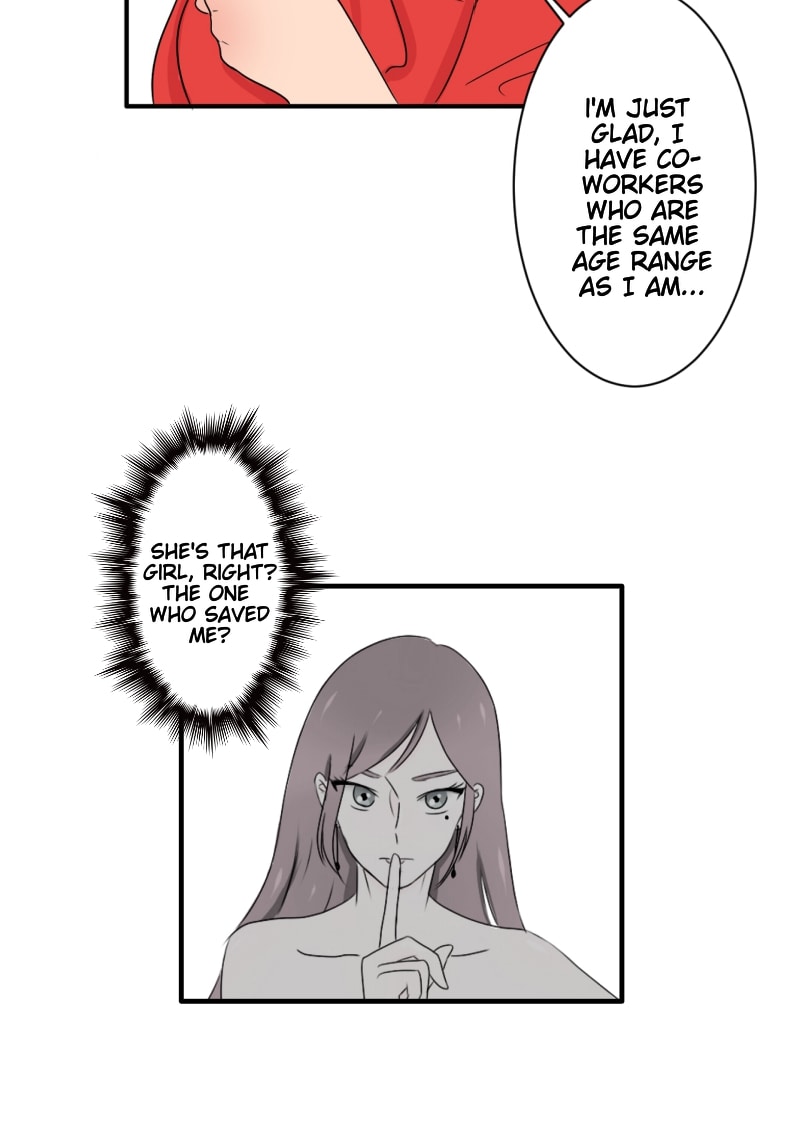 I'M JUST
GLAD, I
HAVE CO-
WORKERS
WHO ARE
THE SAME
AGE RANGE
AS I AM...
SHE'S THAT
GIRL, RIGHT?
THE ONE
WHO SAVED
ME?